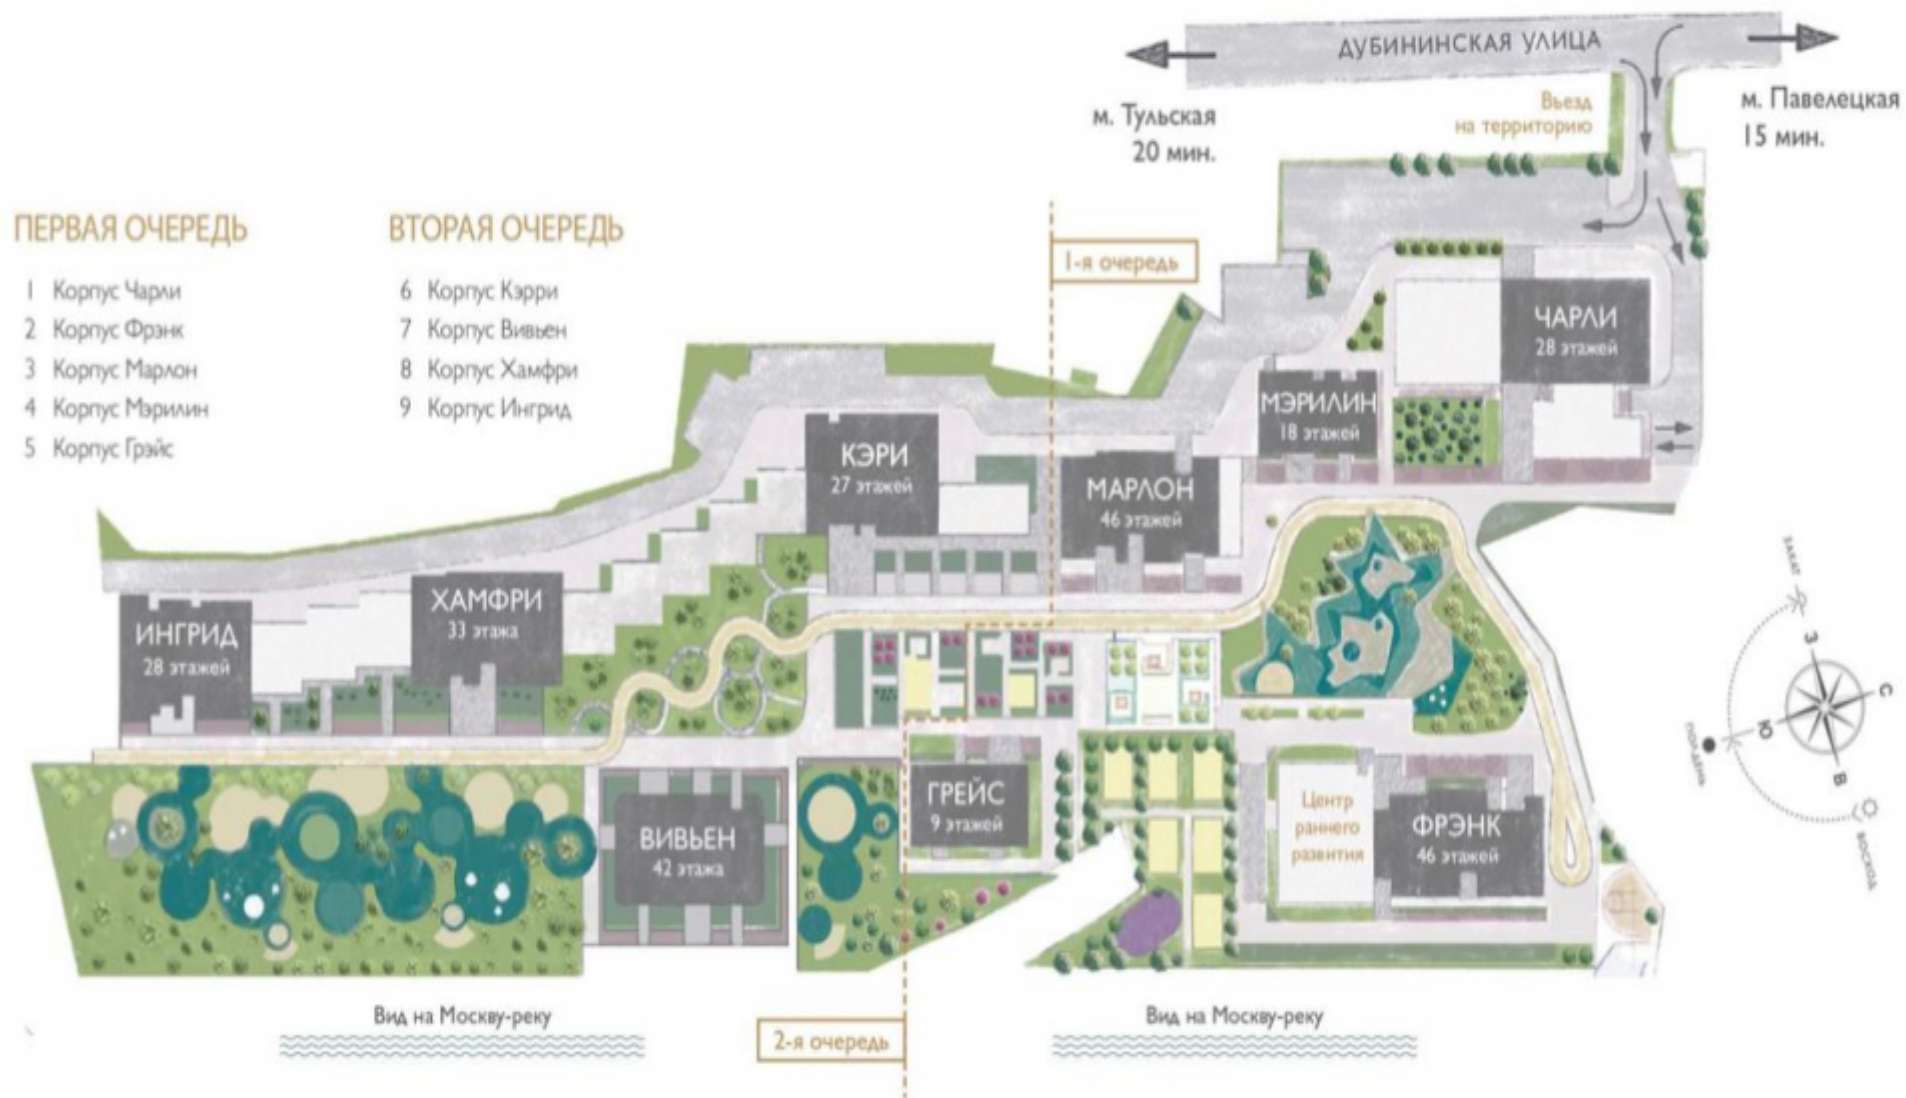 ДУБИНИНСКАЯ УЛИЦА
м. Тульская
20 мин.
Вьезд
на территорию
м. Павелецкая
15 мин.
ПЕРВАЯ ОЧЕРЕДЬ
1 Корпус Чарли
2 Корпус Фрэнк
3 Корпус Марлон
4 Корпус Мэрилин
5 Корпус Грэйс
ВТОРАЯ ОЧЕРЕДЬ
6 Корпус Кэрри
7 Корпус Вивьен
8 Корпус Хамфри
9 Корпус Ингрид
1-я очередь
ЧАРЛИ
28 этажей
МЭРИЛИН
18 этажей
КЭРИ
27 этажей
МАРЛОН
46 этажей
ХАМФРИ
33 этажа
ИНГРИД
28 этажей
ВИВЬЕН
42 этажа
ГРЕЙС
9 этажей
Центр
раннего
развития
ФРЭНК
46 этажей
ЗАКАТ
З
С
Ю
В
ПОЛДЕНЬ
ВОСХОД
Вид на Москву-реку
2-я очередь
Вид на Москву-реку